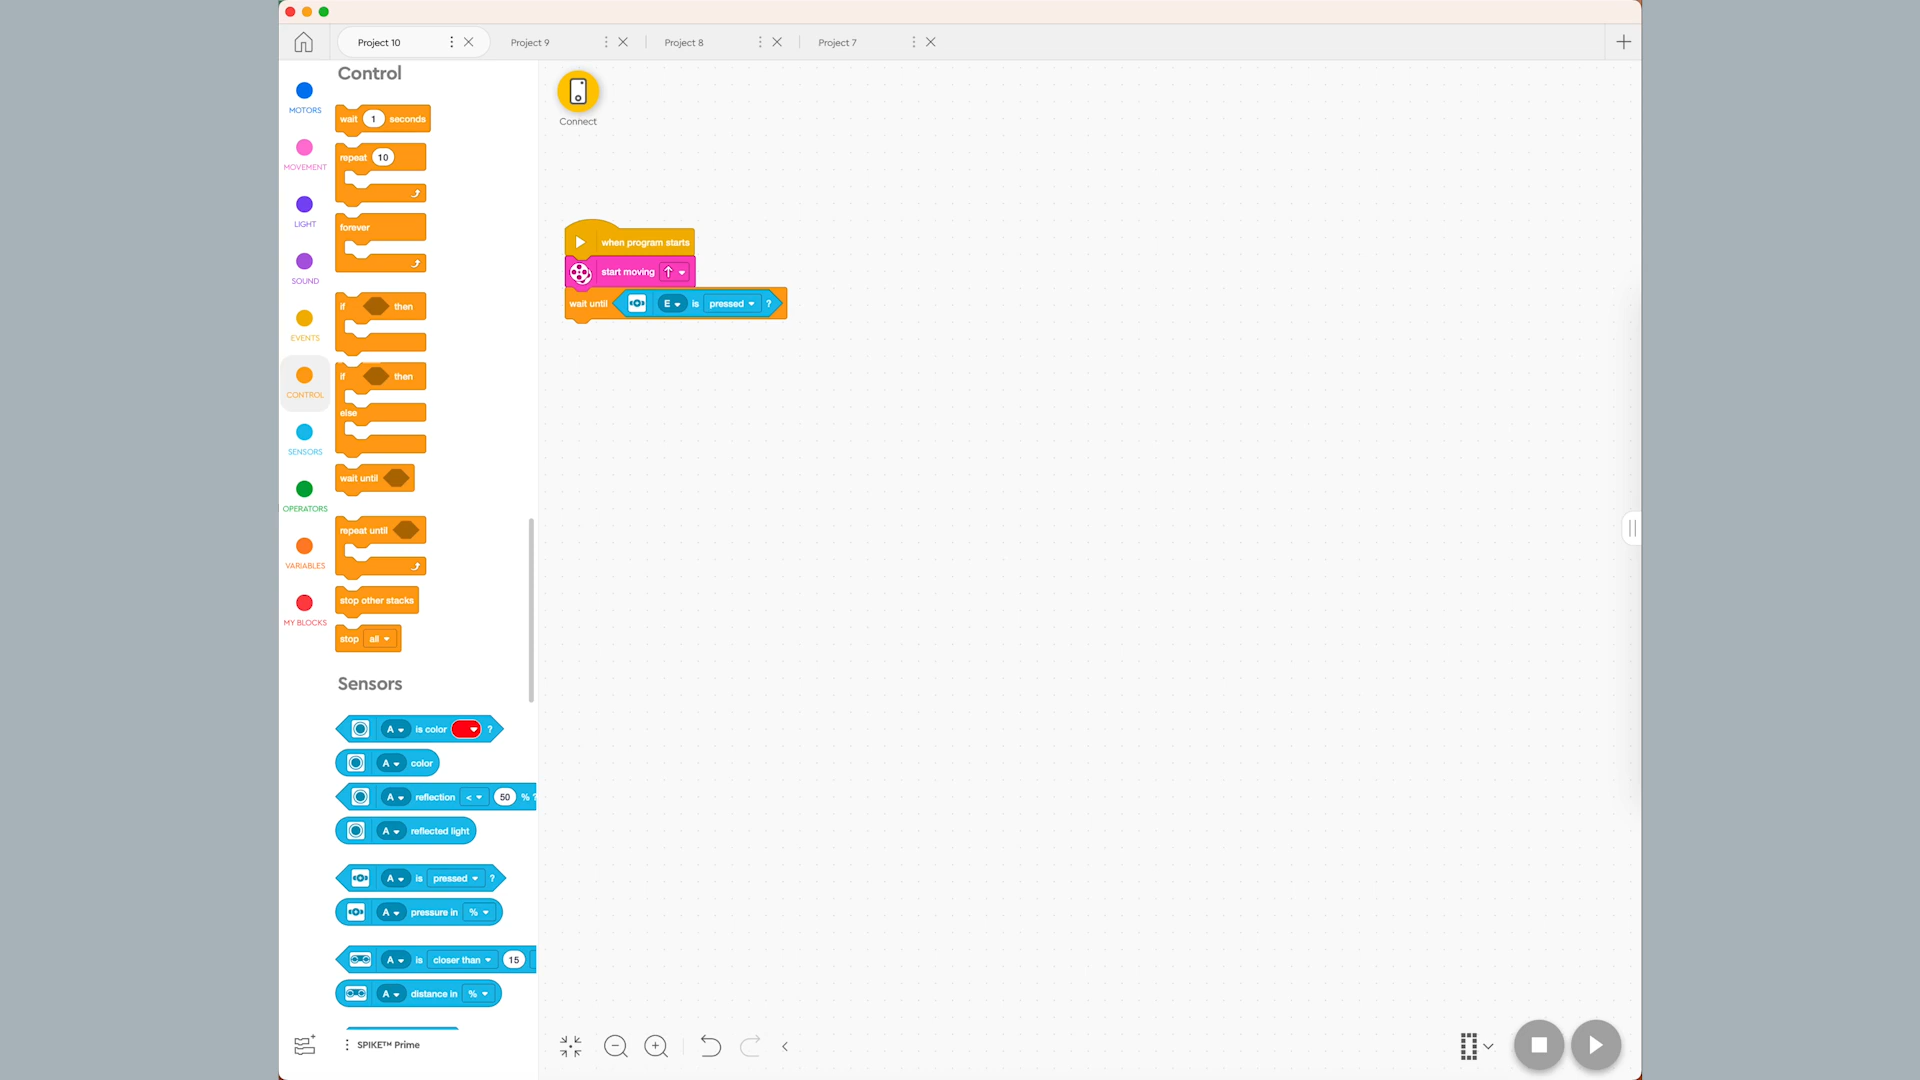 Project 10
Project 9
Project 8
Project 7
MOTORS
MOVEMENT
LIGHT
SOUND
EVENTS
CONTROL
SENSORS
OPERATORS
VARIABLES
MY BLOCKS
Control
wait 1 seconds
repeat 10
forever
if then
if then
else
wait until
repeat until
stop other stacks
stop all
Sensors
A is color ?
A color
A reflection < 50 % ?
A reflected light
A is pressed ?
A pressure in %
A is closer than 15
A distance in %
SPIKE™ Prime
Connect
when program starts
start moving
wait until E is pressed ?